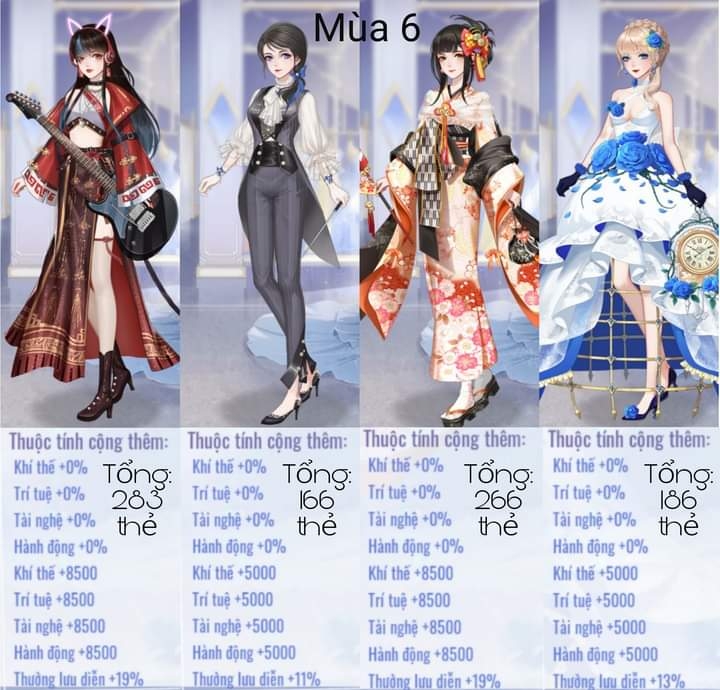 Mùa 6
Thuộc tính cộng thêm:
Khí thế +0%
Trí tuệ +0%
Tài nghệ +0%
Hành động +0%
Khí thế +8500
Trí tuệ +8500
Tài nghệ +8500
Hành động +8500
Thưởng lưu diễn +19%
Tổng:
283
thẻ
Thuộc tính cộng thêm:
Khí thế +0%
Trí tuệ +0%
Tài nghệ +0%
Hành động +0%
Khí thế +5000
Trí tuệ +5000
Tài nghệ +5000
Hành động +5000
Thưởng lưu diễn +11%
Tổng:
166
thẻ
Thuộc tính cộng thêm:
Khí thế +0%
Trí tuệ +0%
Tài nghệ +0%
Hành động +0%
Khí thế +8500
Trí tuệ +8500
Tài nghệ +8500
Hành động +8500
Thưởng lưu diễn +19%
Tổng:
266
thẻ
Thuộc tính cộng thêm:
Khí thế +0%
Trí tuệ +0%
Tài nghệ +0%
Hành động +0%
Khí thế +5000
Trí tuệ +5000
Tài nghệ +5000
Hành động +5000
Thưởng lưu diễn +13%
Tổng:
186
thẻ